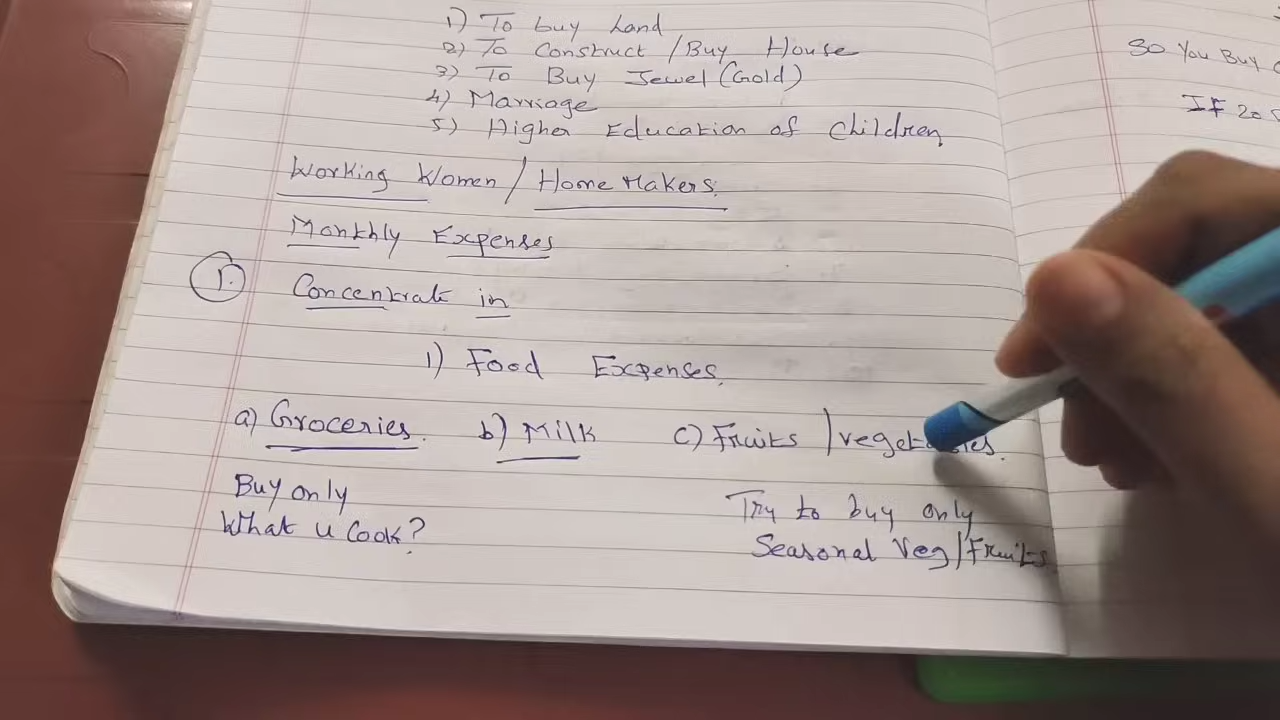 1) To buy Land
2) To Construct / Buy House
3) To Buy Jewel (Gold)
4) Marriage
5) Higher Education of Children
Working Women / Home Makers.
Monthly Expenses
1. Concentrate in
1) Food Expenses.
a) Groceries. b) Milk c) Fruits / vegetables.
Buy only
What u Cook?
Try to buy only
Seasonal Veg/Fruits
So You Buy
IF 20